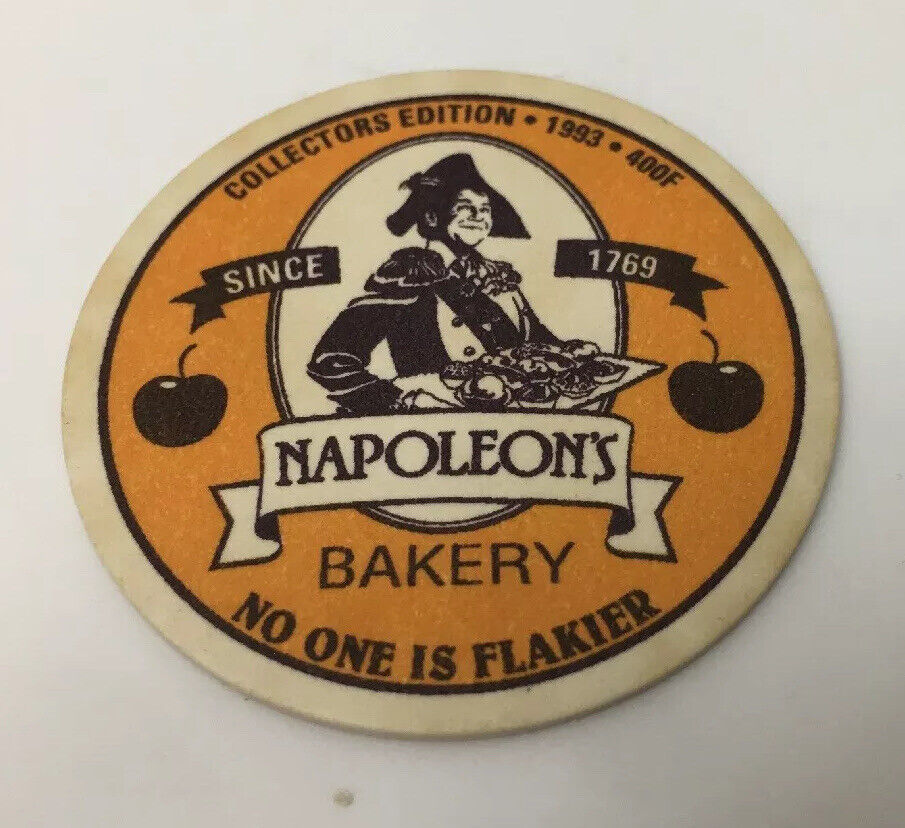 COLLECTORS EDITION • 1993 • 400F
SINCE 1769
NAPOLEON'S
BAKERY
NO ONE IS FLAKIER